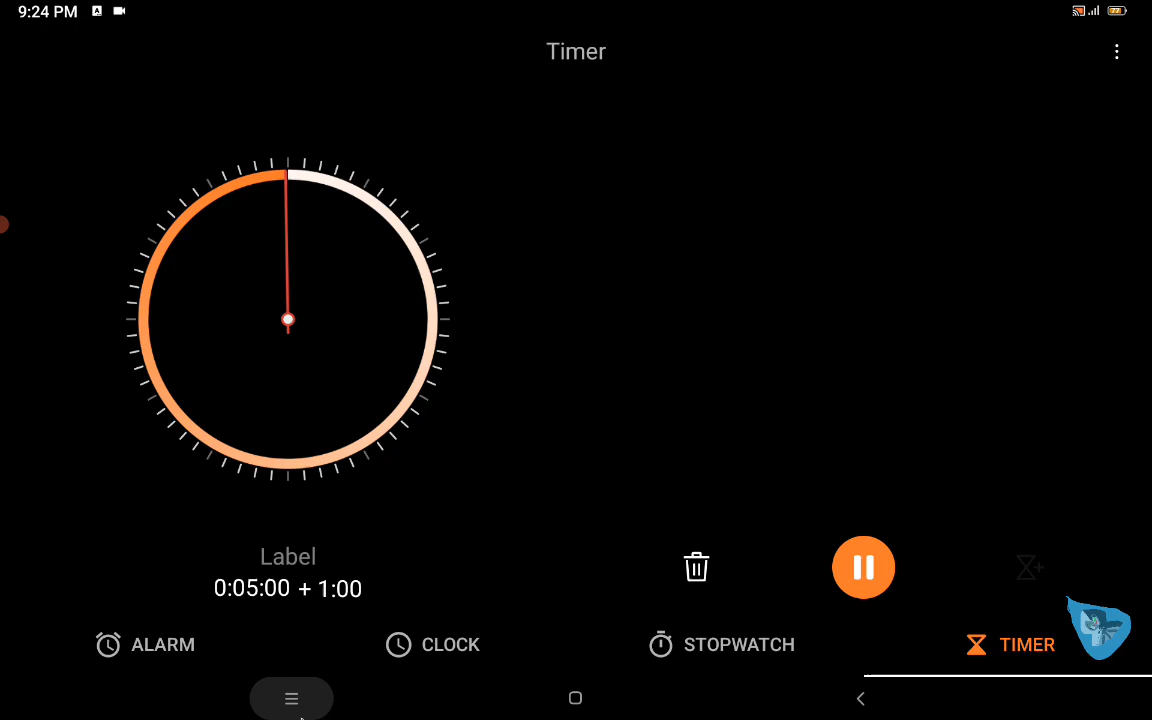 9:24 PM
Timer
Label
0:05:00 + 1:00
ALARM
CLOCK
STOPWATCH
TIMER